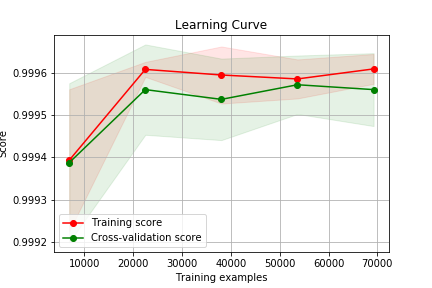 Learning Curve
0.9996
0.9995
0.9994
0.9993
0.9992
Score
Training score
Cross-validation score
10000 20000 30000 40000 50000 60000 70000
Training examples